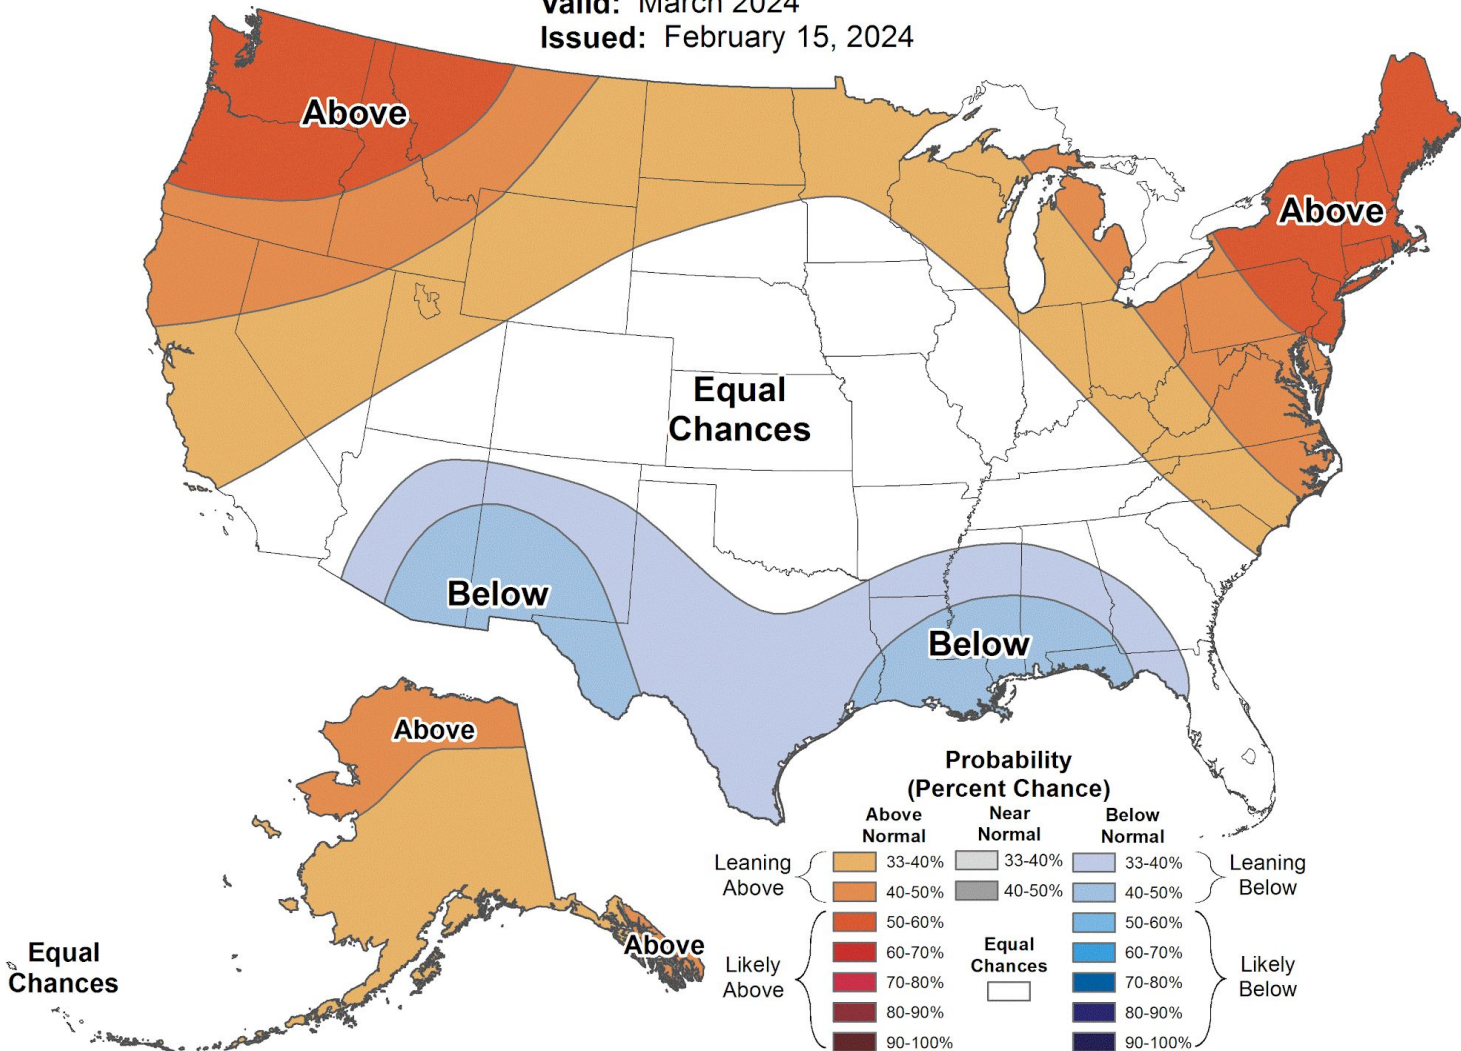 Valid: March 2024
Issued: February 15, 2024
Above
Above
Equal
Chances
Below
Below
Above
Above
Equal
Chances
Probability
(Percent Chance)
Above
Normal
Near
Normal
Below
Normal
Leaning
Above
33-40%
33-40%
33-40%
Leaning
Below
40-50%
40-50%
40-50%
Likely
Above
50-60%
50-60%
60-70%
60-70%
Equal
Chances
70-80%
70-80%
80-90%
80-90%
90-100%
90-100%
Likely
Below